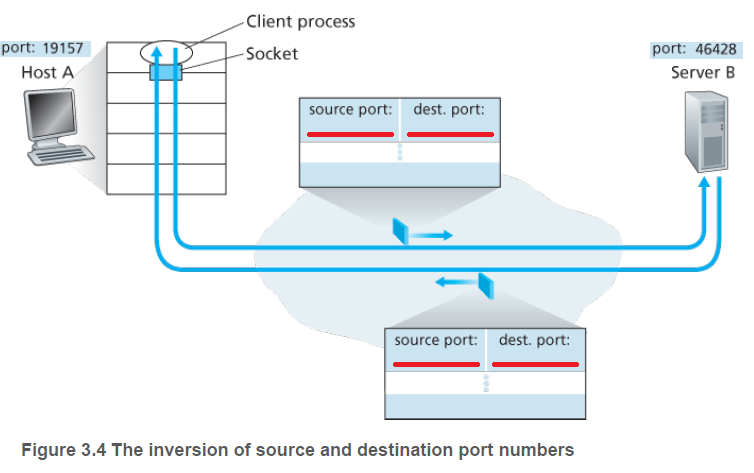 Client process
port: 19157
Socket
port: 46428
Host A
Server B
source port: dest. port:
source port: dest. port:
Figure 3.4 The inversion of source and destination port numbers